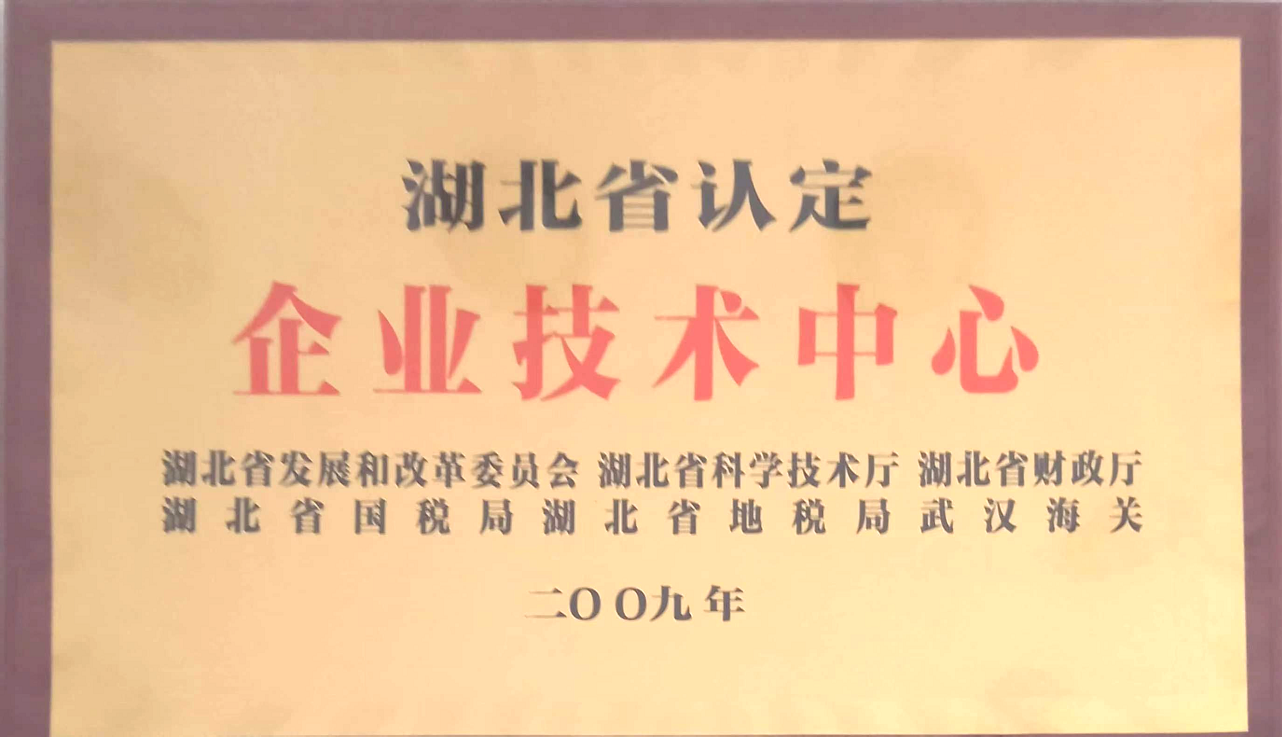 湖北省认定
企业技术中心
湖北省发展和改革委员会 湖北省科学技术厅 湖北省财政厅
湖北省国税局 湖北省地税局 武汉海关
二〇〇九年